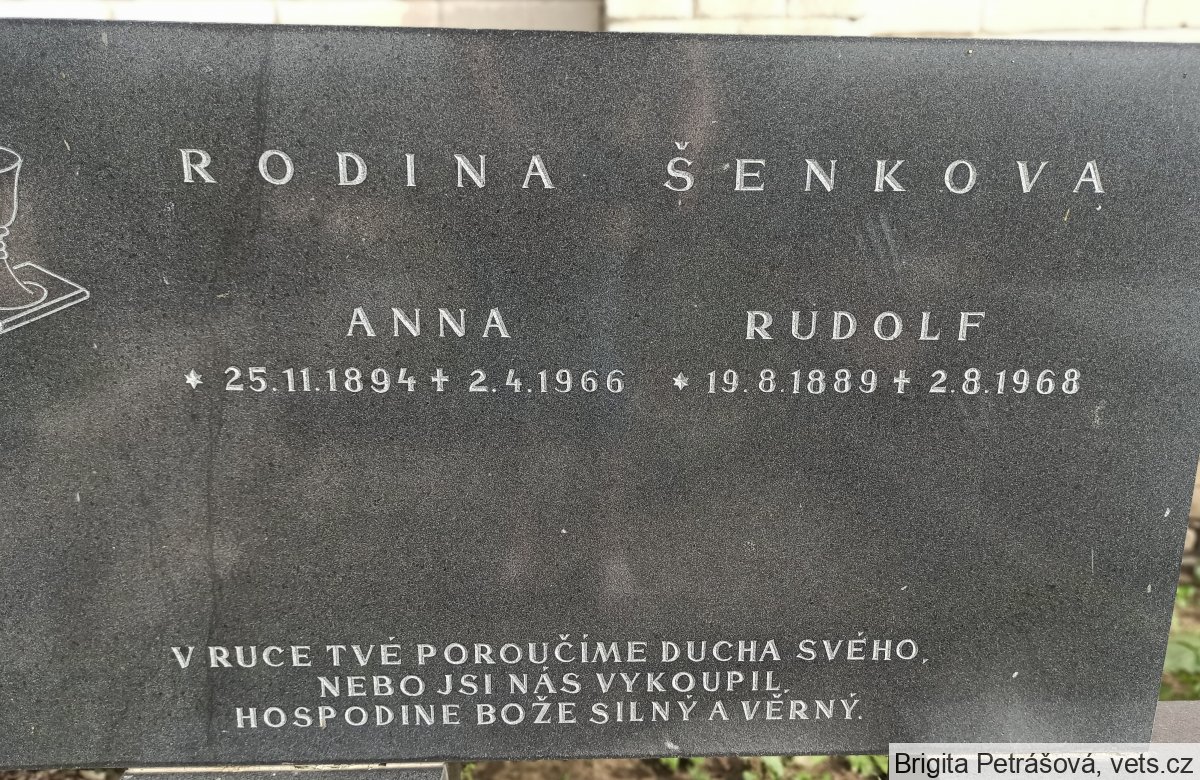 RODINA ŠENKOVA
ANNA RUDOLF
* 25.11.1894 ✝ 2.4.1966 * 19.8.1889 ✝ 2.8.1968
V RUCE TVÉ POROUČÍME DUCHA SVÉHO,
NEBO JSI NÁS VYKOUPIL,
HOSPODINE BOŽE SILNÝ A VĚRNÝ.
Brigita Petrášová, vets.cz